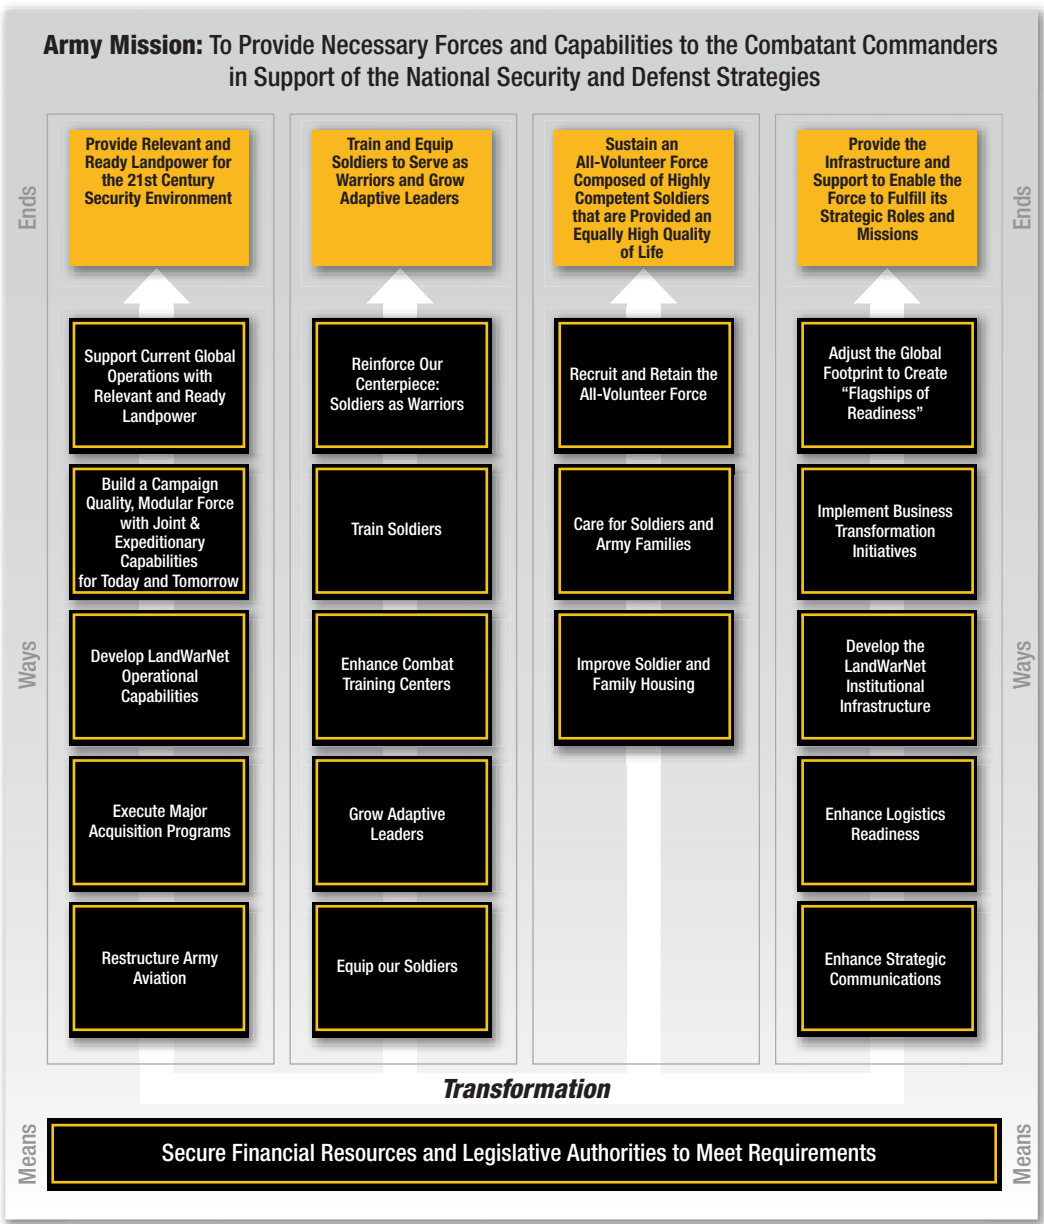 Army Mission: To Provide Necessary Forces and Capabilities to the Combatant Commanders
in Support of the National Security and Defenst Strategies
Ends
Provide Relevant and
Ready Landpower for
the 21st Century
Security Environment
Train and Equip
Soldiers to Serve as
Warriors and Grow
Adaptive Leaders
Sustain an
All-Volunteer Force
Composed of Highly
Competent Soldiers
that are Provided an
Equally High Quality
of Life
Provide the
Infrastructure and
Support to Enable the
Force to Fulfill its
Strategic Roles and
Missions
Ends
Ways
Support Current Global
Operations with
Relevant and Ready
Landpower
Build a Campaign
Quality, Modular Force
with Joint &
Expeditionary
Capabilities
for Today and Tomorrow
Develop LandWarNet
Operational
Capabilities
Execute Major
Acquisition Programs
Restructure Army
Aviation
Reinforce Our
Centerpiece:
Soldiers as Warriors
Train Soldiers
Enhance Combat
Training Centers
Grow Adaptive
Leaders
Equip our Soldiers
Recruit and Retain the
All-Volunteer Force
Care for Soldiers and
Army Families
Improve Soldier and
Family Housing
Adjust the Global
Footprint to Create
“Flagships of
Readiness”
Implement Business
Transformation
Initiatives
Develop the
LandWarNet
Institutional
Infrastructure
Enhance Logistics
Readiness
Enhance Strategic
Communications
Ways
Transformation
Means
Secure Financial Resources and Legislative Authorities to Meet Requirements
Means